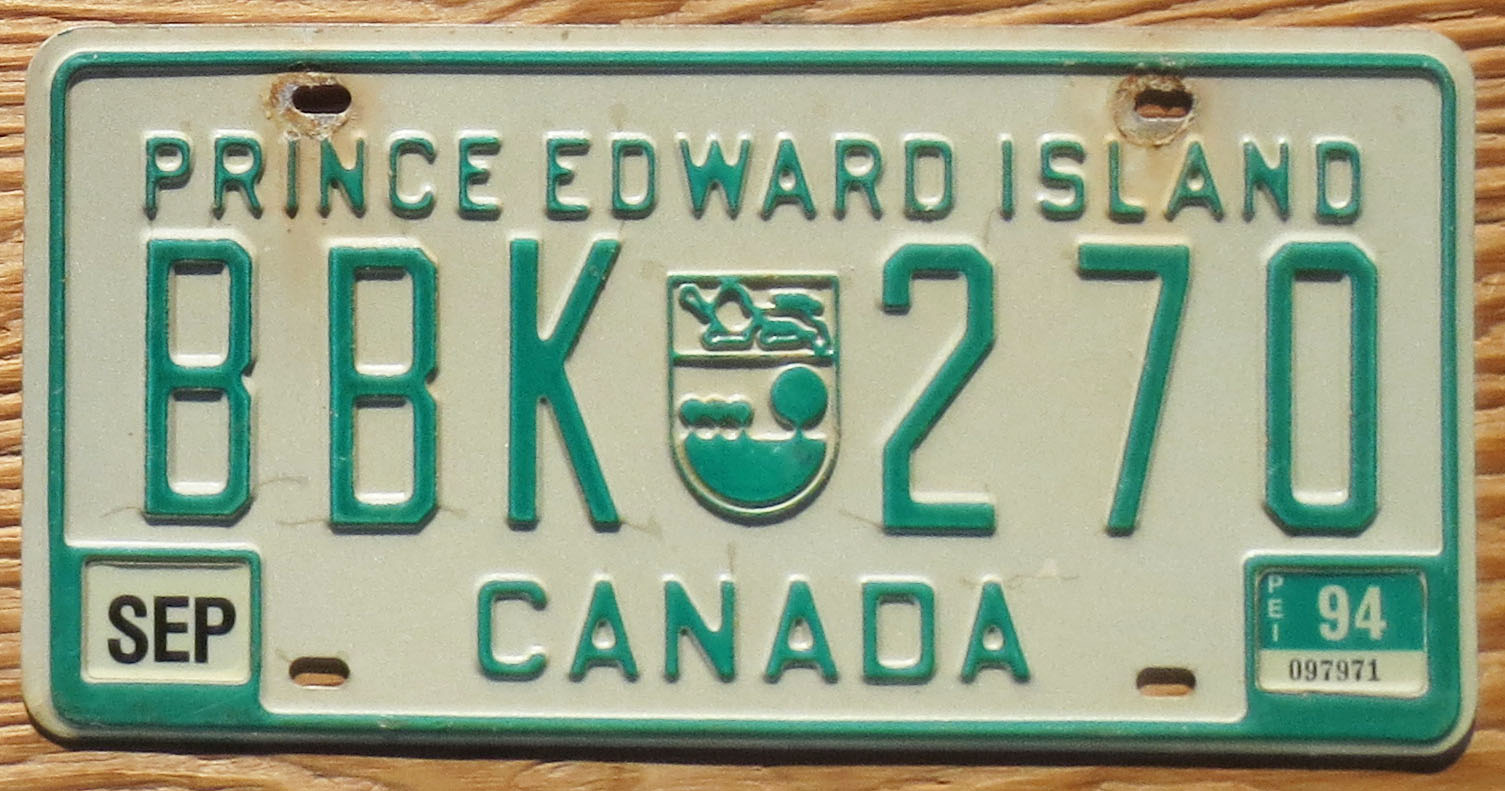 PRINCE EDWARD ISLAND
BBK 270
CANADA
SEP
PEI
94
097971